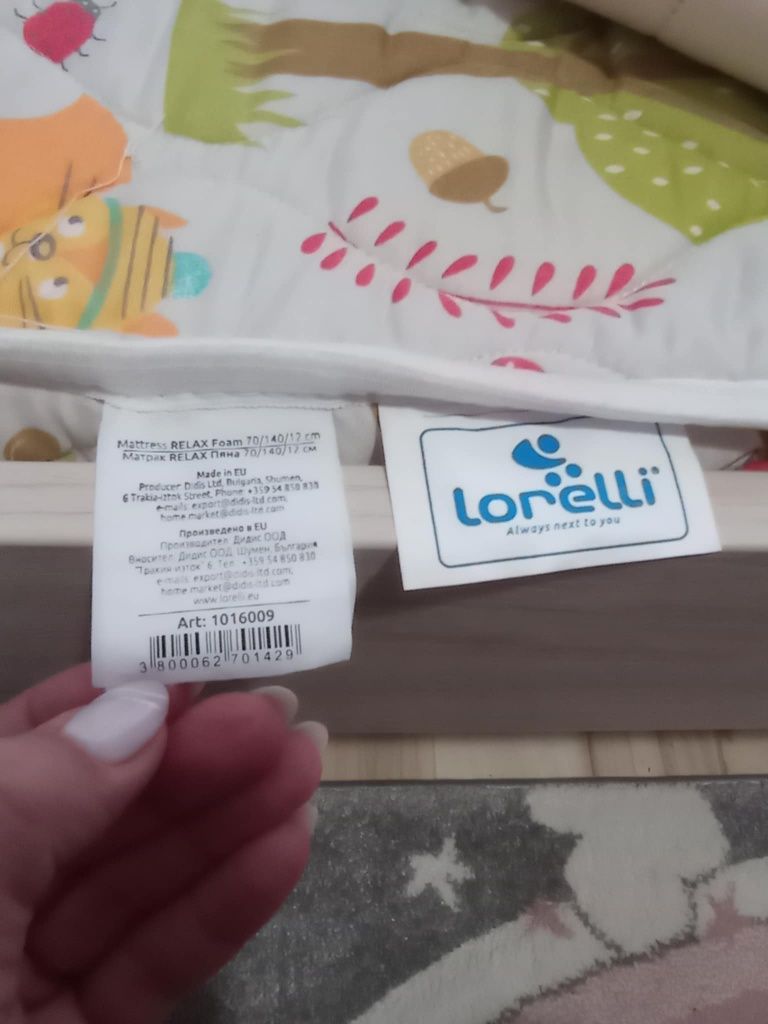 Mattress RELAX Foam 70/140/12 cm
Матрак RELAX Пяна 70/140/12 см
Made in EU
Producer: Didis Ltd, Bulgaria, Shumen,
6 Trakia-iztok Street, Phone: +359 54 850 830
e-mails: export@didis-ltd.com;
home.market@didis-ltd.com
Произведено в EU
Производител: Дидис ООД
Вносител: Дидис ООД, Шумен, България
"Тракия изток" 6, Тел.: +359 54 850 830
e-mails: export@didis-ltd.com;
home.market@didis-ltd.com
www.lorelli.eu
Art: 1016009
3 800062 701429
lorelli
Always next to you